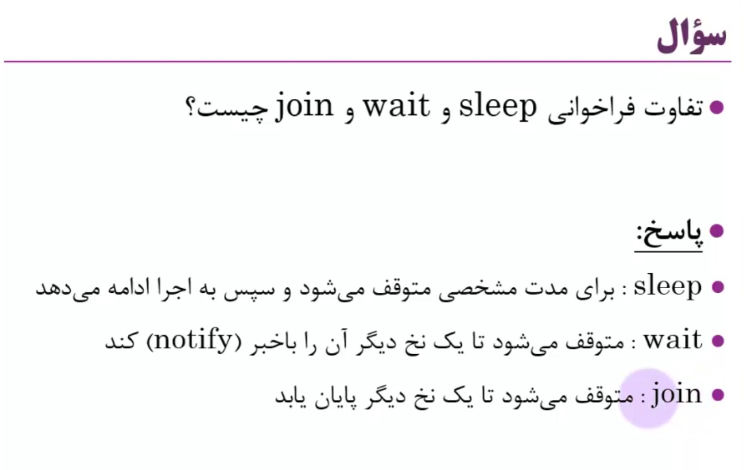 سؤال
تفاوت فراخوانی sleep و wait و join چیست؟
پاسخ:
sleep : برای مدت مشخصی متوقف می‌شود و سپس به اجرا ادامه می‌دهد
wait : متوقف می‌شود تا یک نخ دیگر آن را باخبر (notify) کند
join : متوقف می‌شود تا یک نخ دیگر پایان یابد